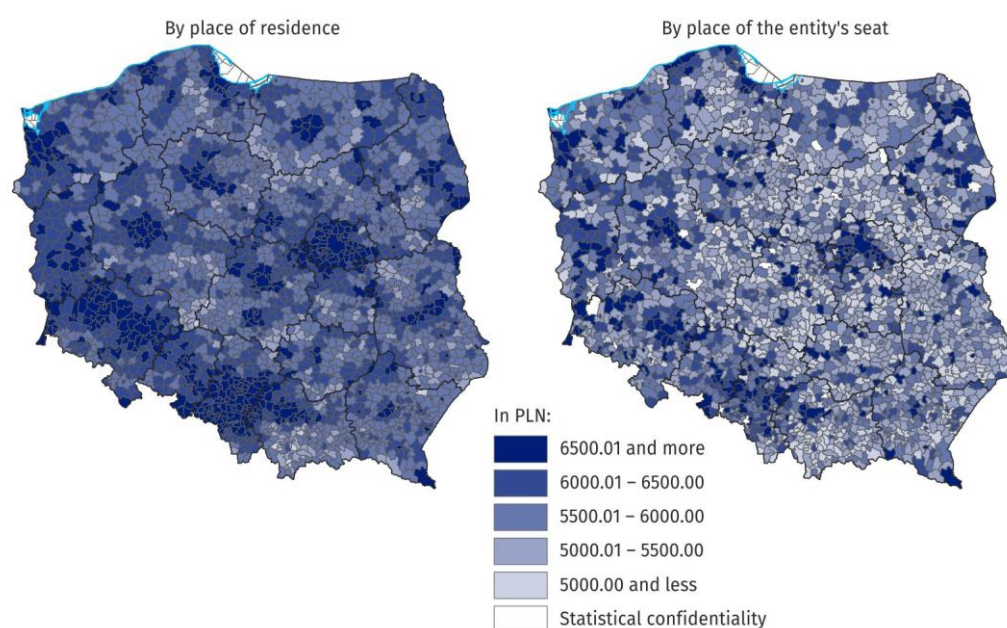 By place of residence
By place of the entity's seat
In PLN:
6500.01 and more
6000.01 – 6500.00
5500.01 – 6000.00
5000.01 – 5500.00
5000.00 and less
Statistical confidentiality